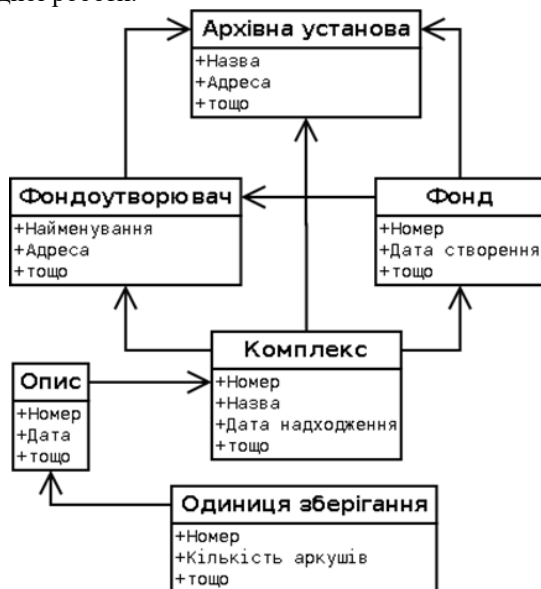 Архівна установа
+Назва
+Адреса
+тощо
Фондоутворювач
+Найменування
+Адреса
+тощо
Фонд
+Номер
+Дата створення
+тощо
Комплекс
+Номер
+Назва
+Дата надходження
+тощо
Опис
+Номер
+Дата
+тощо
Одиниця зберігання
+Номер
+Кількість аркушів
+тощо